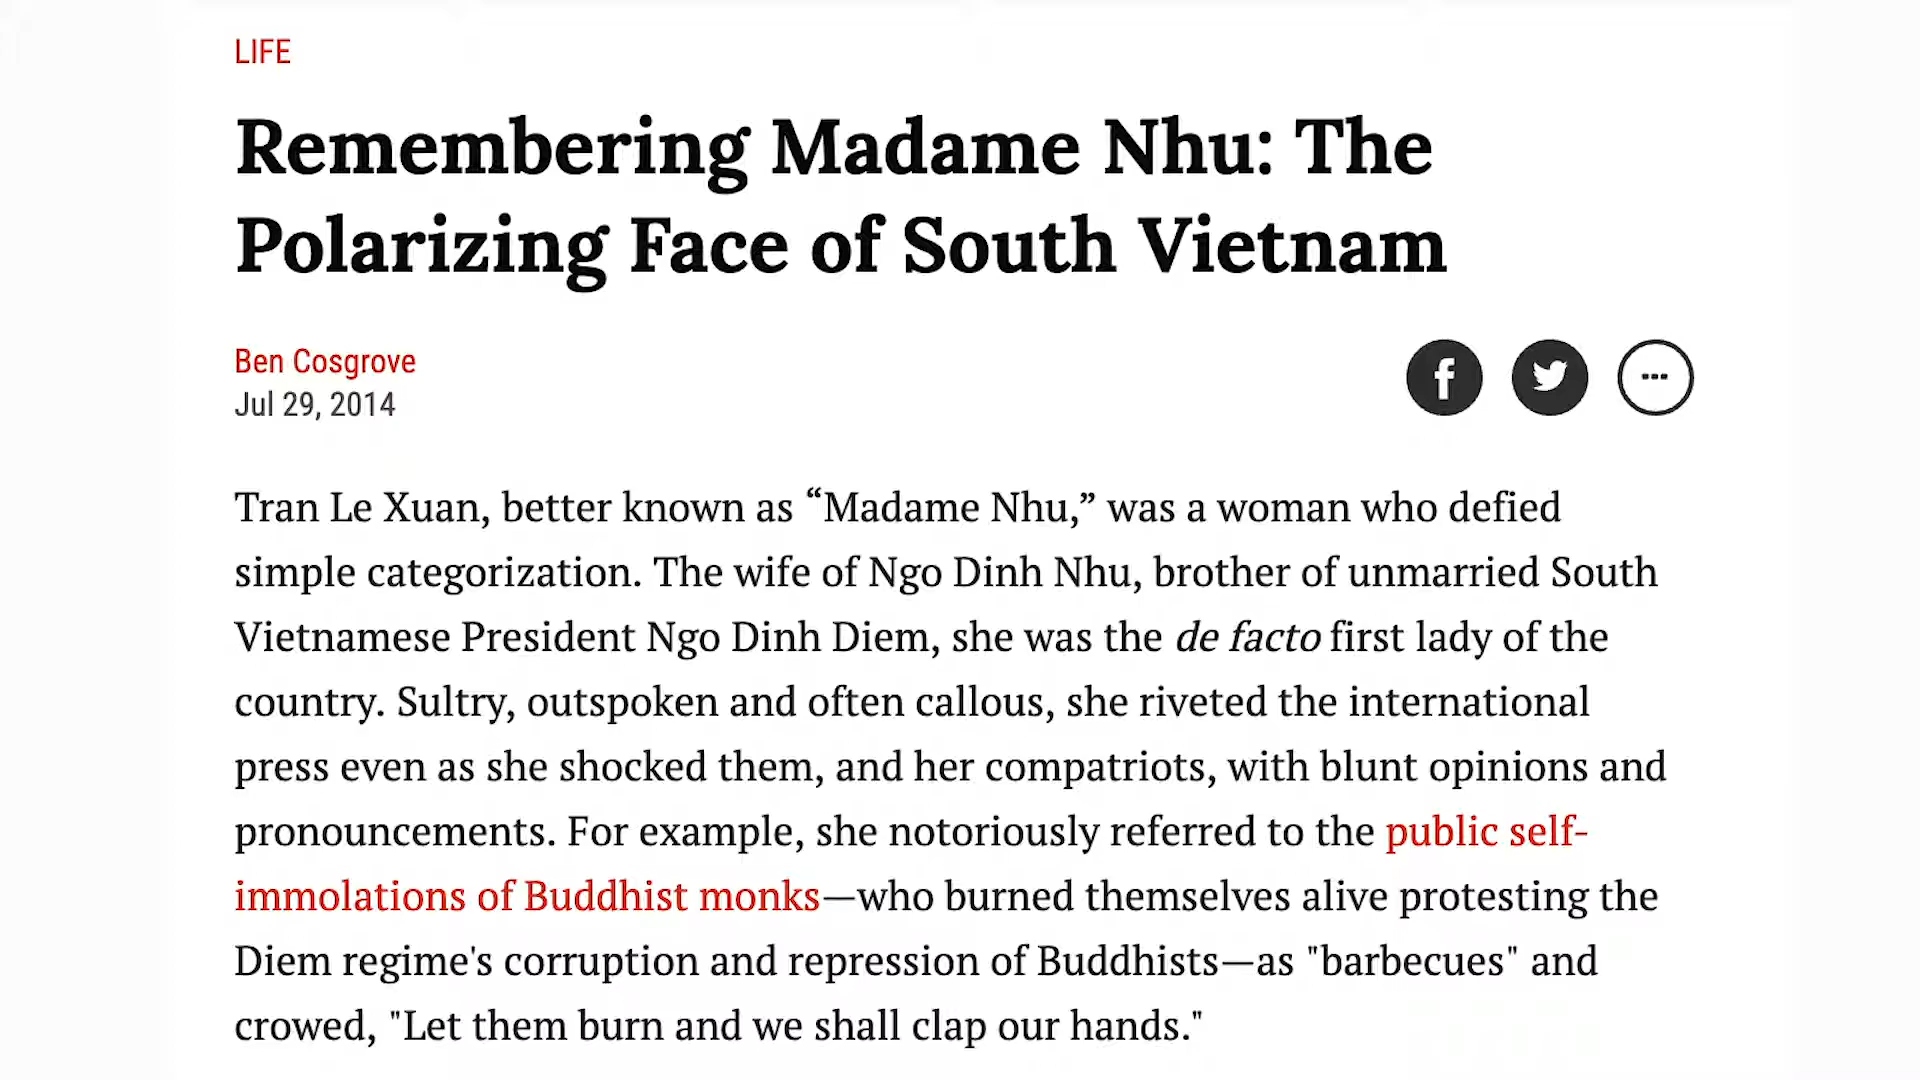 LIFE
Remembering Madame Nhu: The
Polarizing Face of South Vietnam
Ben Cosgrove
Jul 29, 2014
Tran Le Xuan, better known as “Madame Nhu,” was a woman who defied
simple categorization. The wife of Ngo Dinh Nhu, brother of unmarried South
Vietnamese President Ngo Dinh Diem, she was the de facto first lady of the
country. Sultry, outspoken and often callous, she riveted the international
press even as she shocked them, and her compatriots, with blunt opinions and
pronouncements. For example, she notoriously referred to the public self-
immolations of Buddhist monks—who burned themselves alive protesting the
Diem regime's corruption and repression of Buddhists—as "barbecues" and
crowed, "Let them burn and we shall clap our hands."